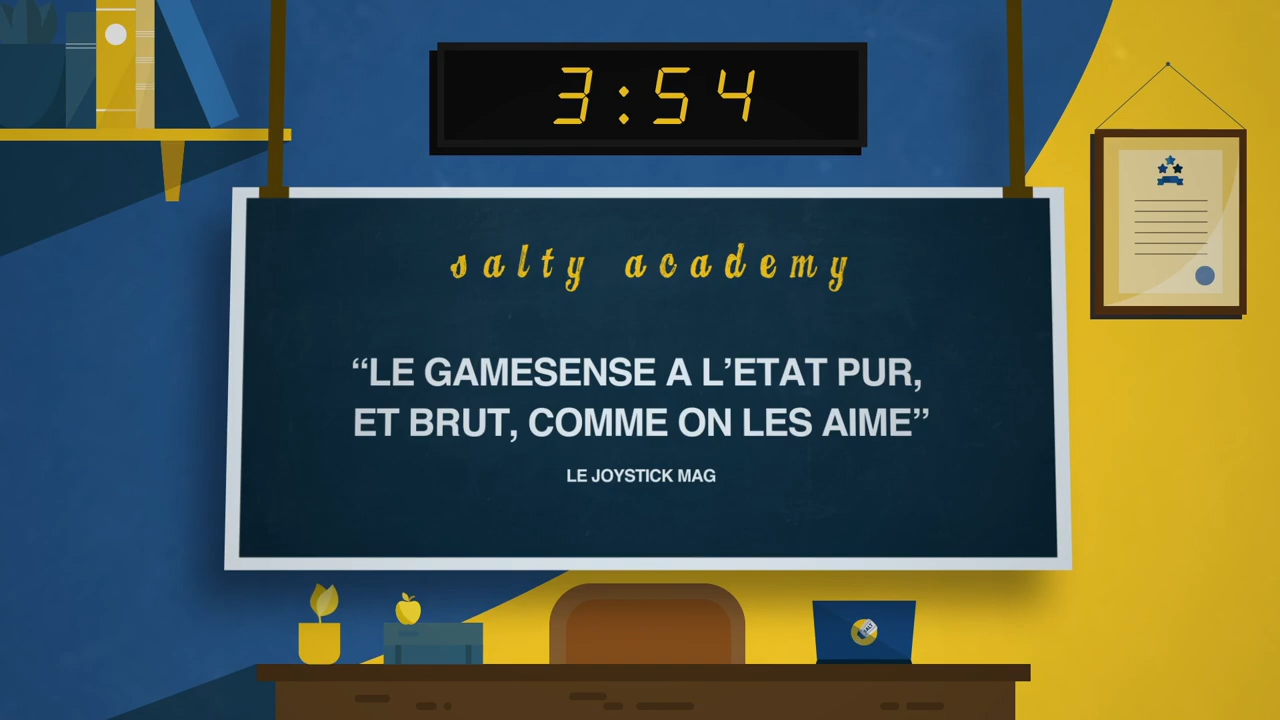 3:54
salty academy
“LE GAMESENSE A L’ETAT PUR,
ET BRUT, COMME ON LES AIME”
LE JOYSTICK MAG